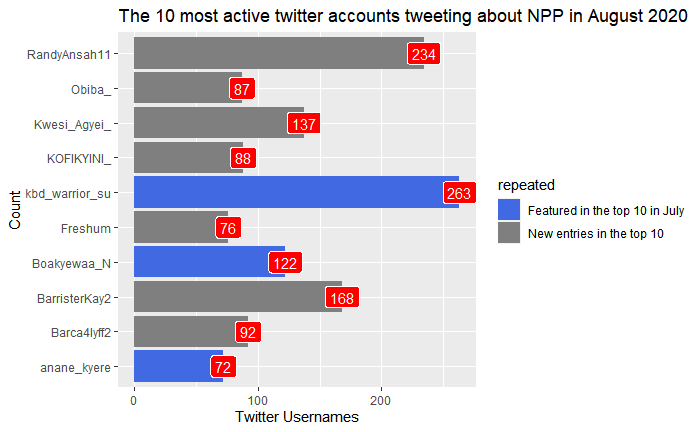 The 10 most active twitter accounts tweeting about NPP in August 2020
RandyAnsah11 234
Obiba_ 87
Kwesi_Agyei_ 137
KOFIKYINI_ 88
kbd_warrior_su 263
Freshum 76
Boakyewaa_N 122
BarristerKay2 168
Barca4lyff2 92
anane_kyere 72
Count
0 100 200
Twitter Usernames
repeated
Featured in the top 10 in July
New entries in the top 10